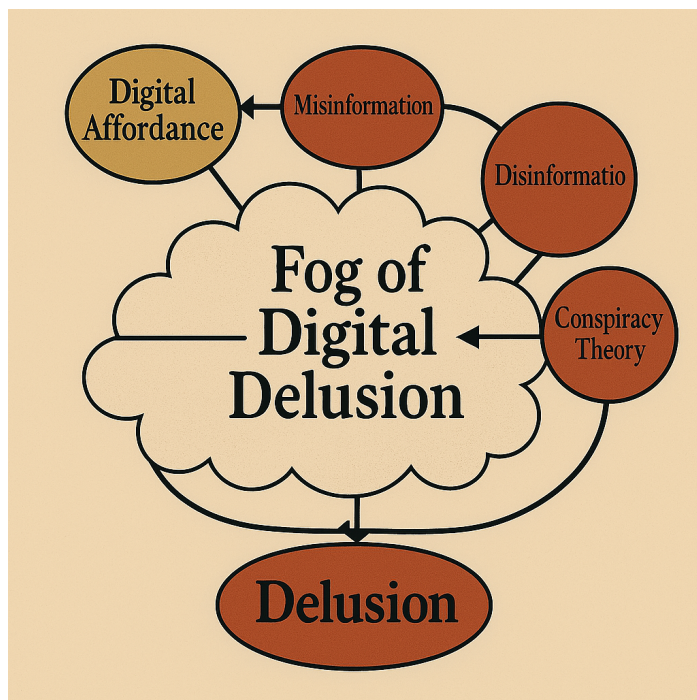 Digital
Affordance
Misinformation
Disinformatio
Conspiracy
Theory
Fog of
Digital
Delusion
Delusion